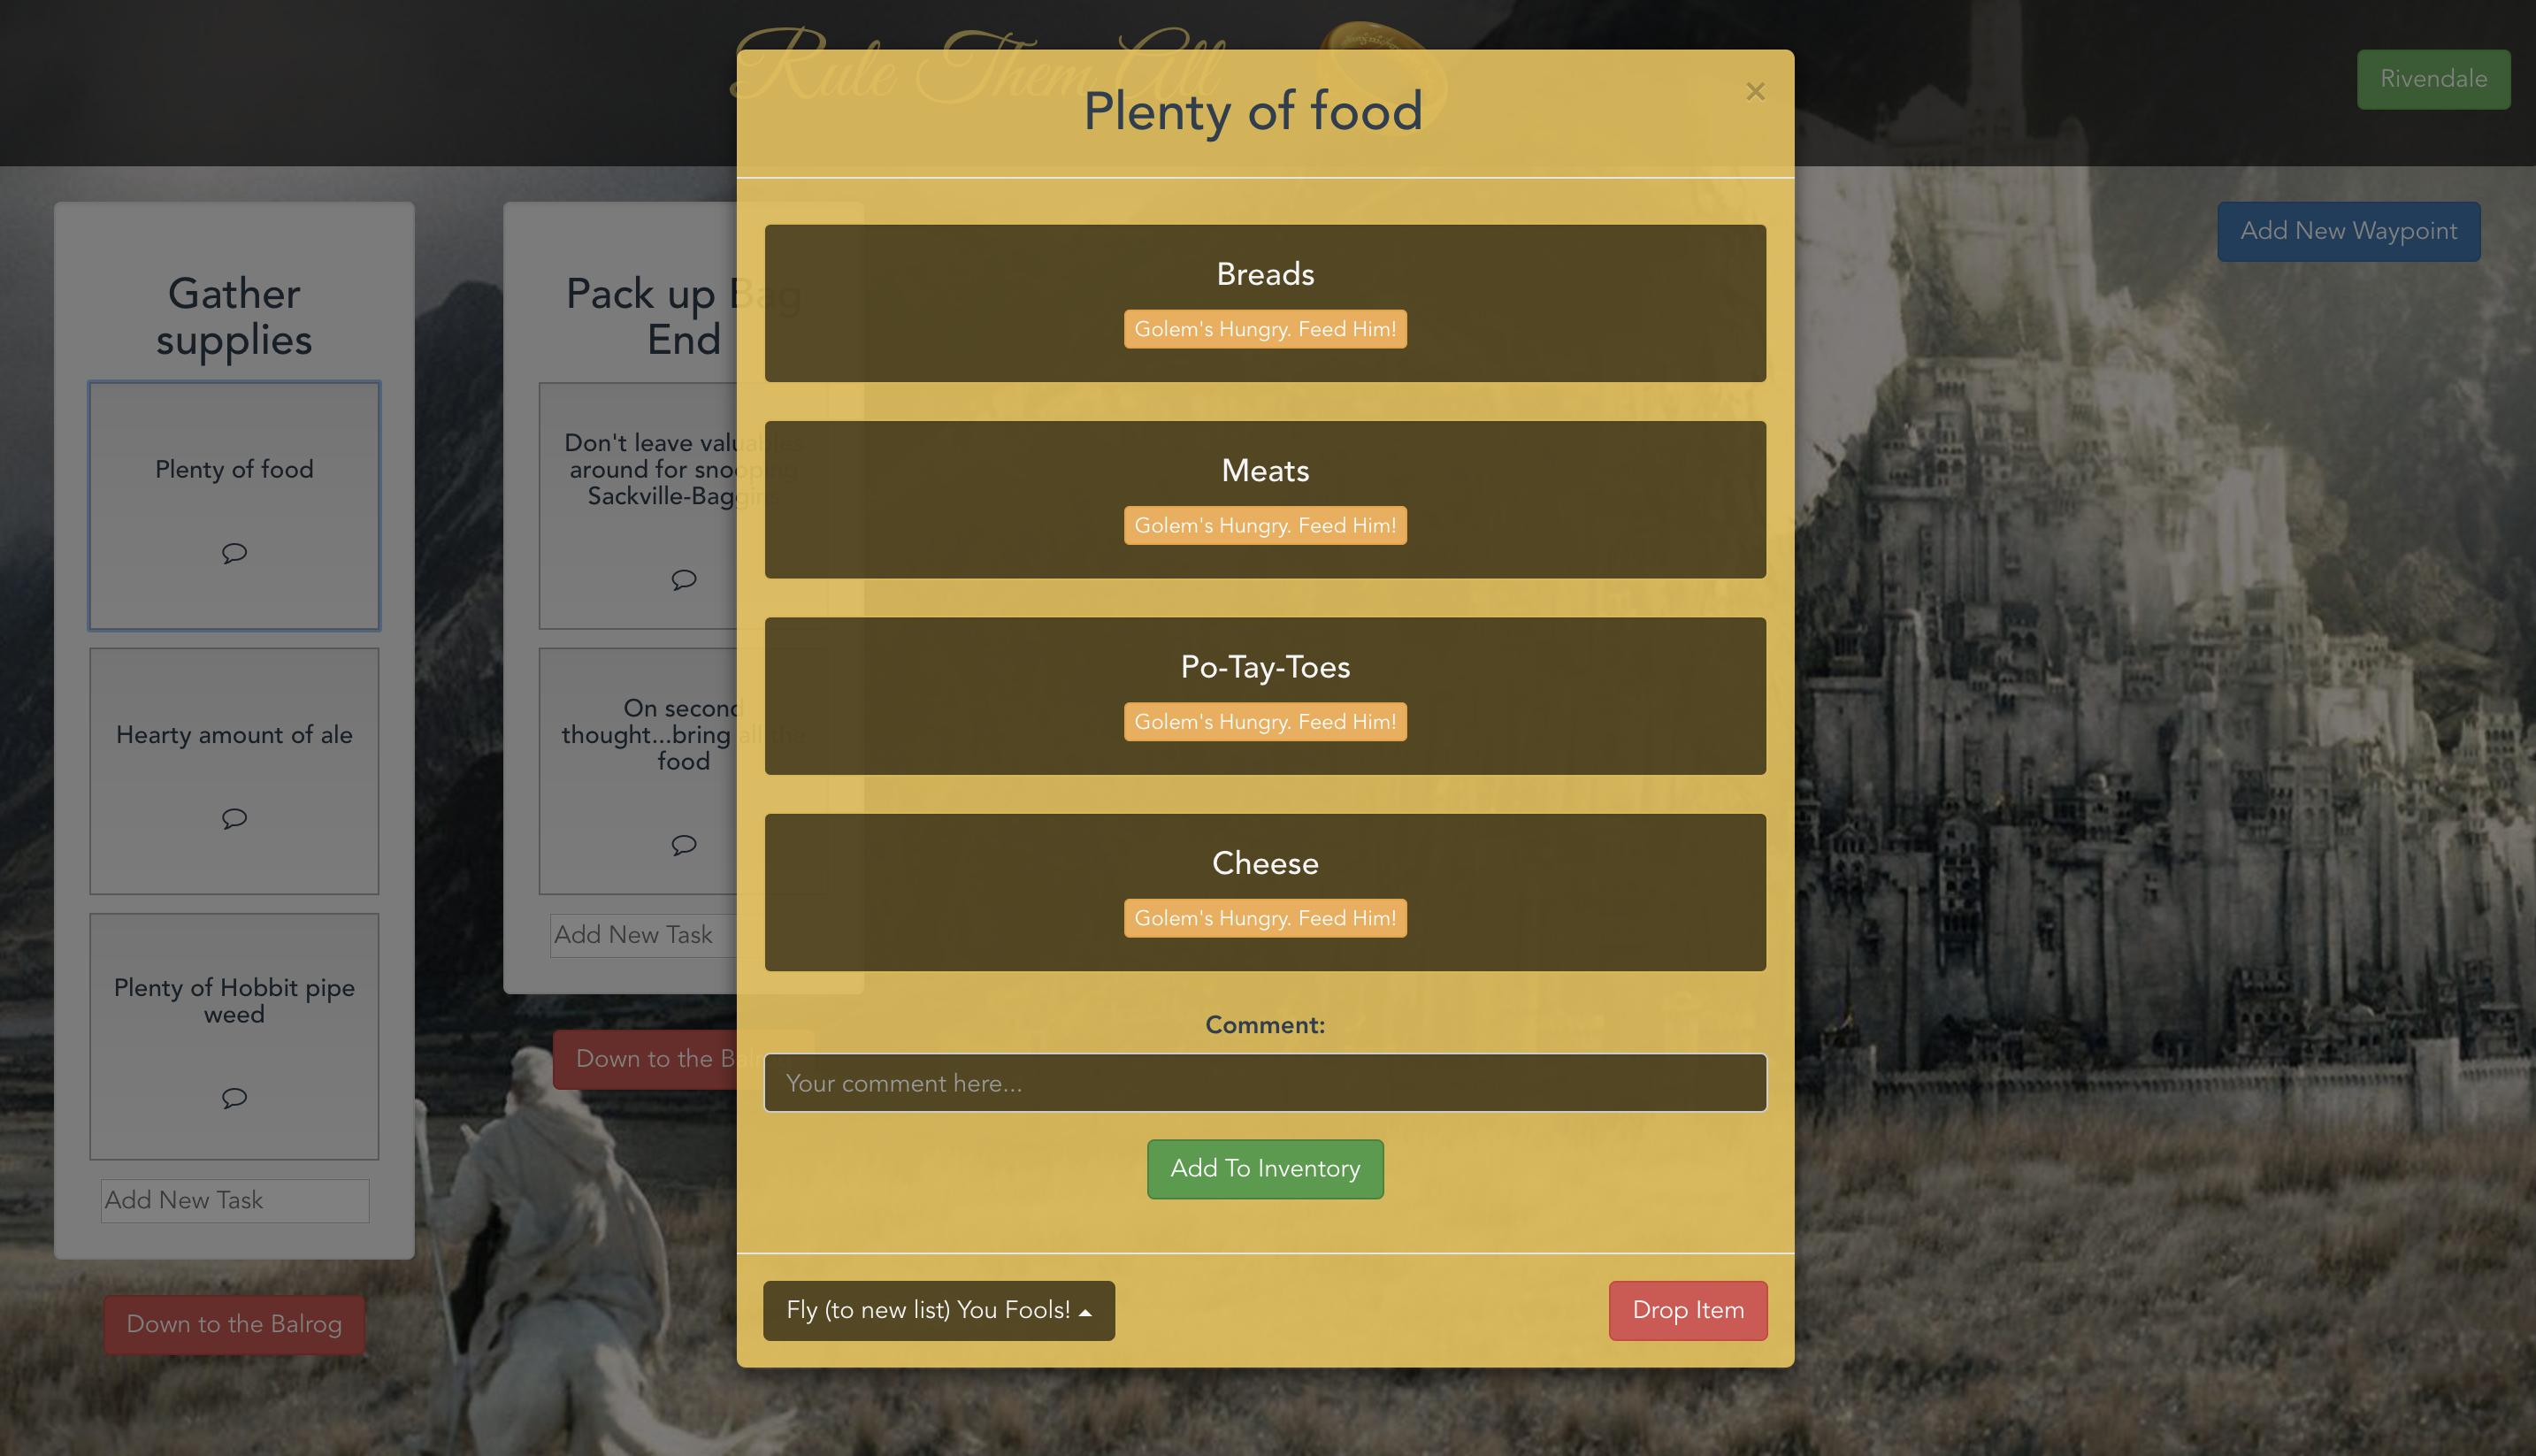 Rule Them All
Rivendale
Plenty of food
×
Add New Waypoint
Gather
supplies
Plenty of food
Hearty amount of ale
Plenty of Hobbit pipe
weed
Add New Task
Down to the Balrog
Pack up Bag
End
Don't leave valuables
around for snooping
Sackville-Baggins
On second
thought...bring all the
food
Add New Task
Down to the Balrog
Breads
Golem's Hungry. Feed Him!
Meats
Golem's Hungry. Feed Him!
Po-Tay-Toes
Golem's Hungry. Feed Him!
Cheese
Golem's Hungry. Feed Him!
Comment:
Your comment here...
Add To Inventory
Fly (to new list) You Fools!
Drop Item